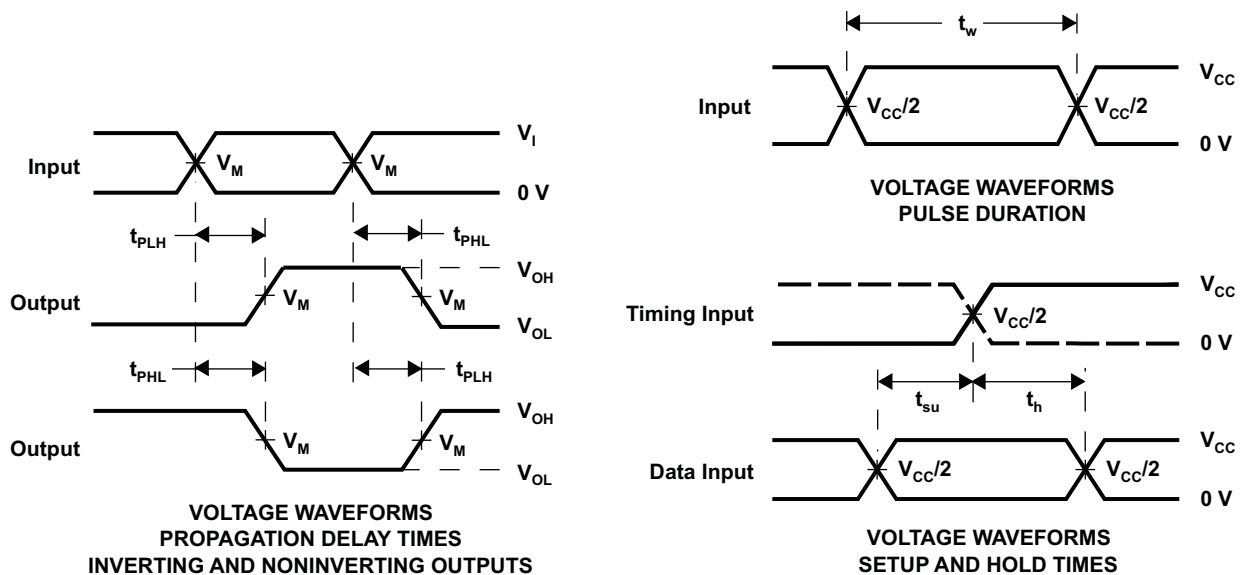 Input
V_M
V_M
V_I
0 V
t_PLH
t_PHL
Output
V_M
V_M
V_OH
V_OL
t_PHL
t_PLH
Output
V_M
V_M
V_OH
V_OL
VOLTAGE WAVEFORMS
PROPAGATION DELAY TIMES
INVERTING AND NONINVERTING OUTPUTS
t_w
Input
V_CC/2
V_CC/2
V_CC
0 V
VOLTAGE WAVEFORMS
PULSE DURATION
Timing Input
V_CC/2
V_CC
0 V
t_su
t_h
Data Input
V_CC/2
V_CC/2
V_CC
0 V
VOLTAGE WAVEFORMS
SETUP AND HOLD TIMES